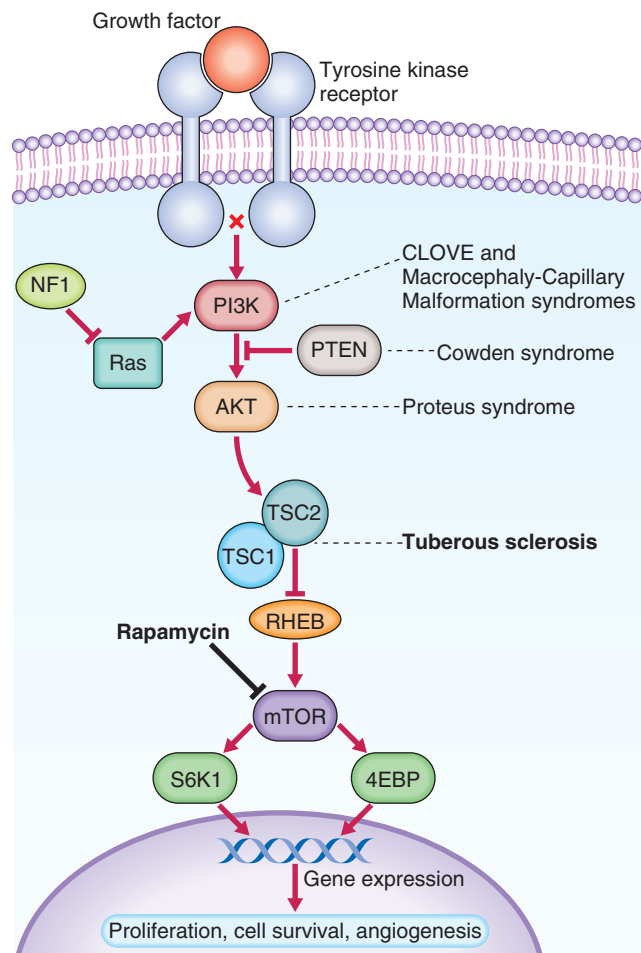 Growth factor
Tyrosine kinase
receptor
CLOVE and
Macrocephaly-Capillary
Malformation syndromes
NF1
PI3K
Ras
PTEN
Cowden syndrome
AKT
Proteus syndrome
TSC2
TSC1
Tuberous sclerosis
RHEB
Rapamycin
mTOR
S6K1
4EBP
Gene expression
Proliferation, cell survival, angiogenesis